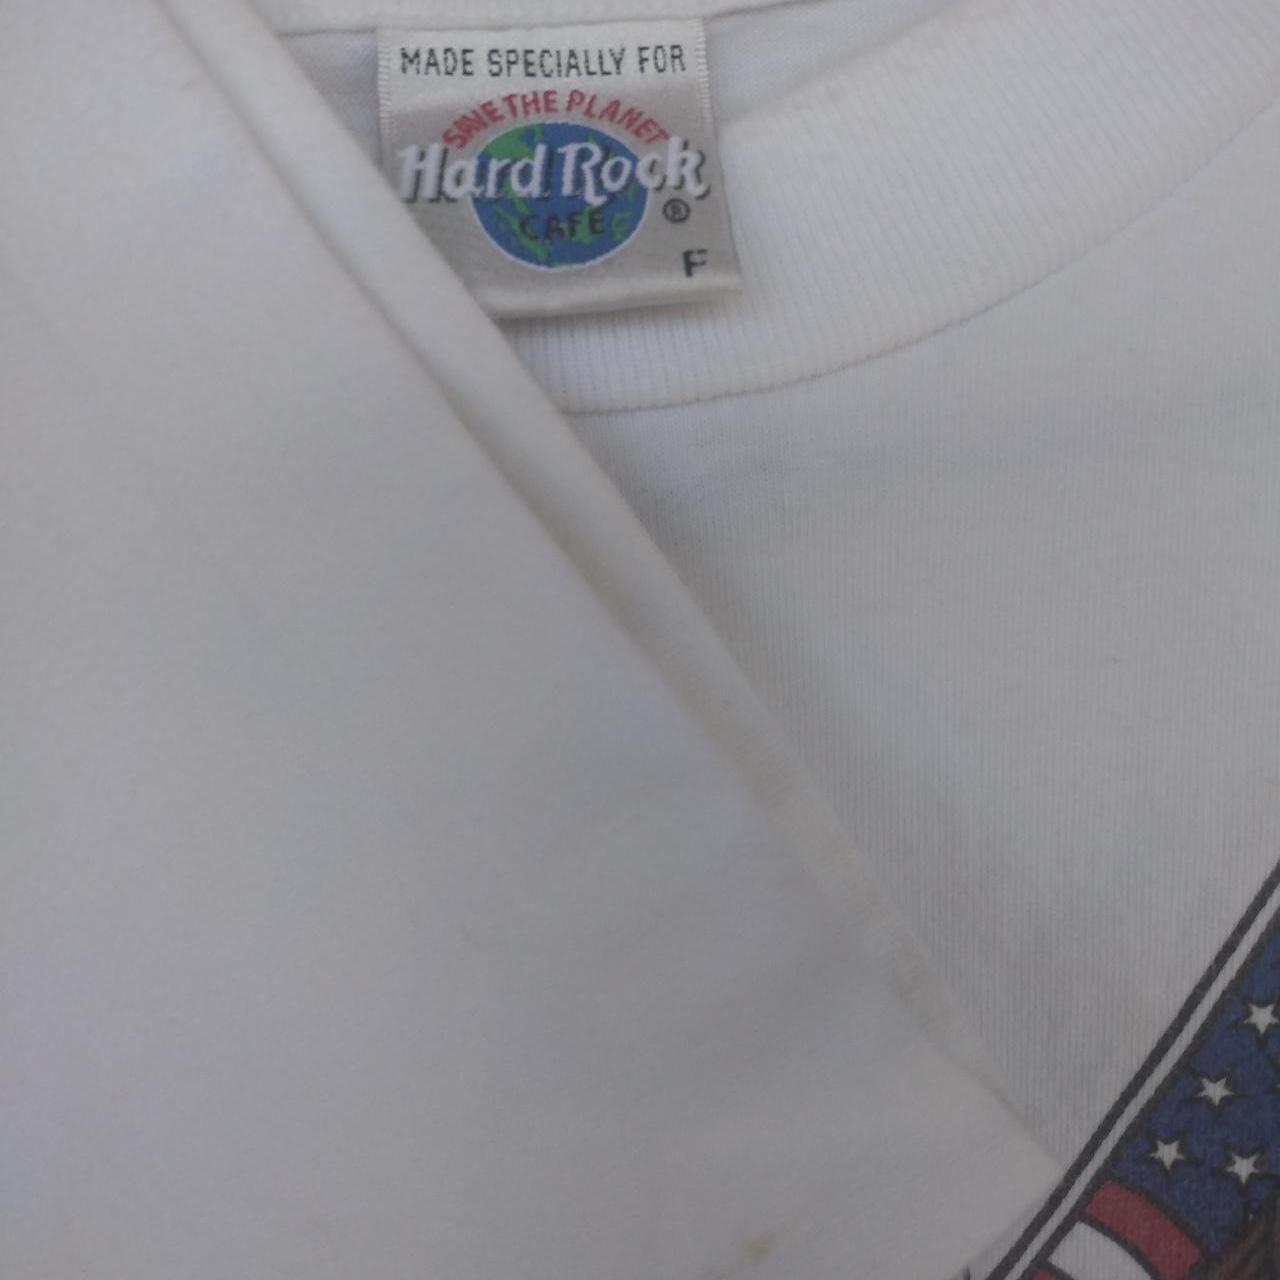 MADE SPECIALLY FOR
SAVE THE PLANET
Hard Rock
CAFE ®
F